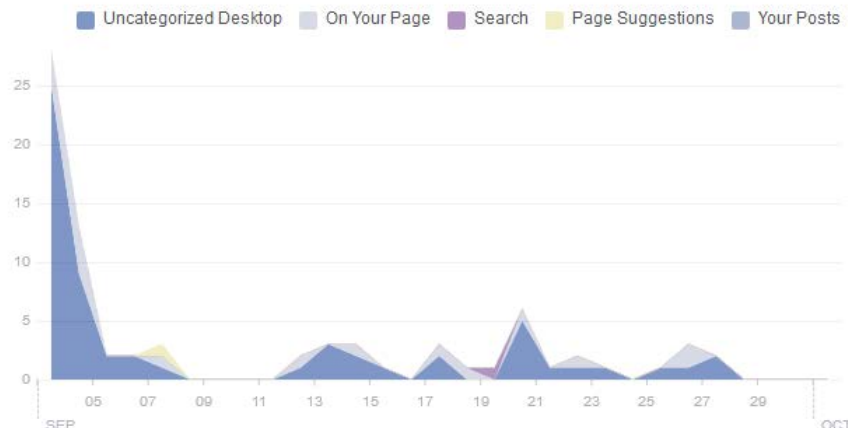 Uncategorized Desktop On Your Page Search Page Suggestions Your Posts
25
20
15
10
5
0
05 07 09 11 13 15 17 19 21 23 25 27 29
SEP OCT